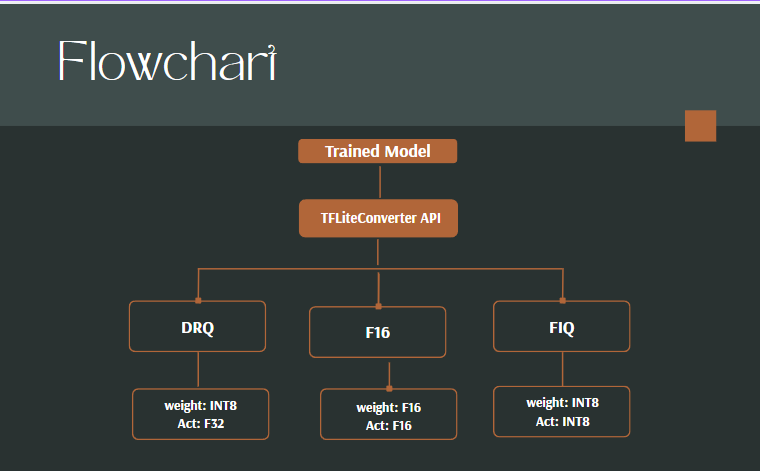 Flowchart
Trained Model
TFLiteConverter API
DRQ
F16
FIQ
weight: INT8
Act: F32
weight: F16
Act: F16
weight: INT8
Act: INT8